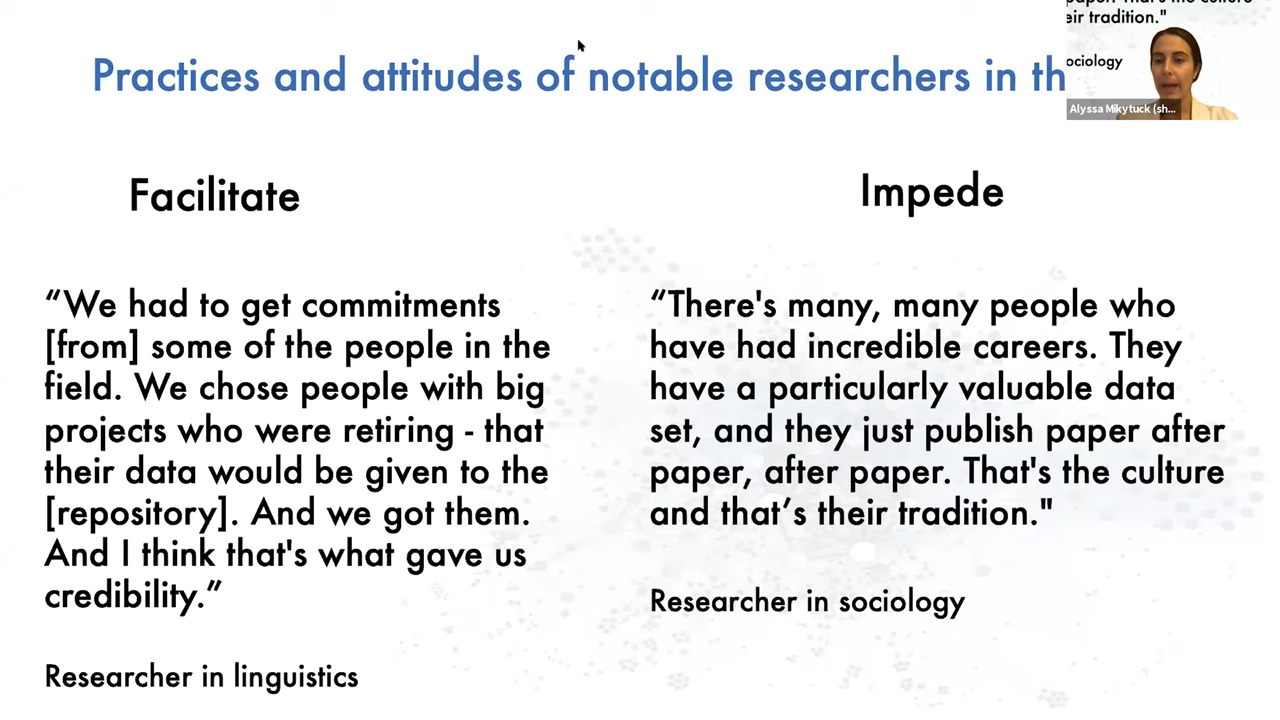 Practices and attitudes of notable researchers in th
paper. That's the culture
eir tradition."
ociology
Alyssa Mikytuck (sh...
Facilitate
Impede
“We had to get commitments
[from] some of the people in the
field. We chose people with big
projects who were retiring - that
their data would be given to the
[repository]. And we got them.
And I think that's what gave us
credibility.”
Researcher in linguistics
“There's many, many people who
have had incredible careers. They
have a particularly valuable data
set, and they just publish paper after
paper, after paper. That's the culture
and that’s their tradition."
Researcher in sociology